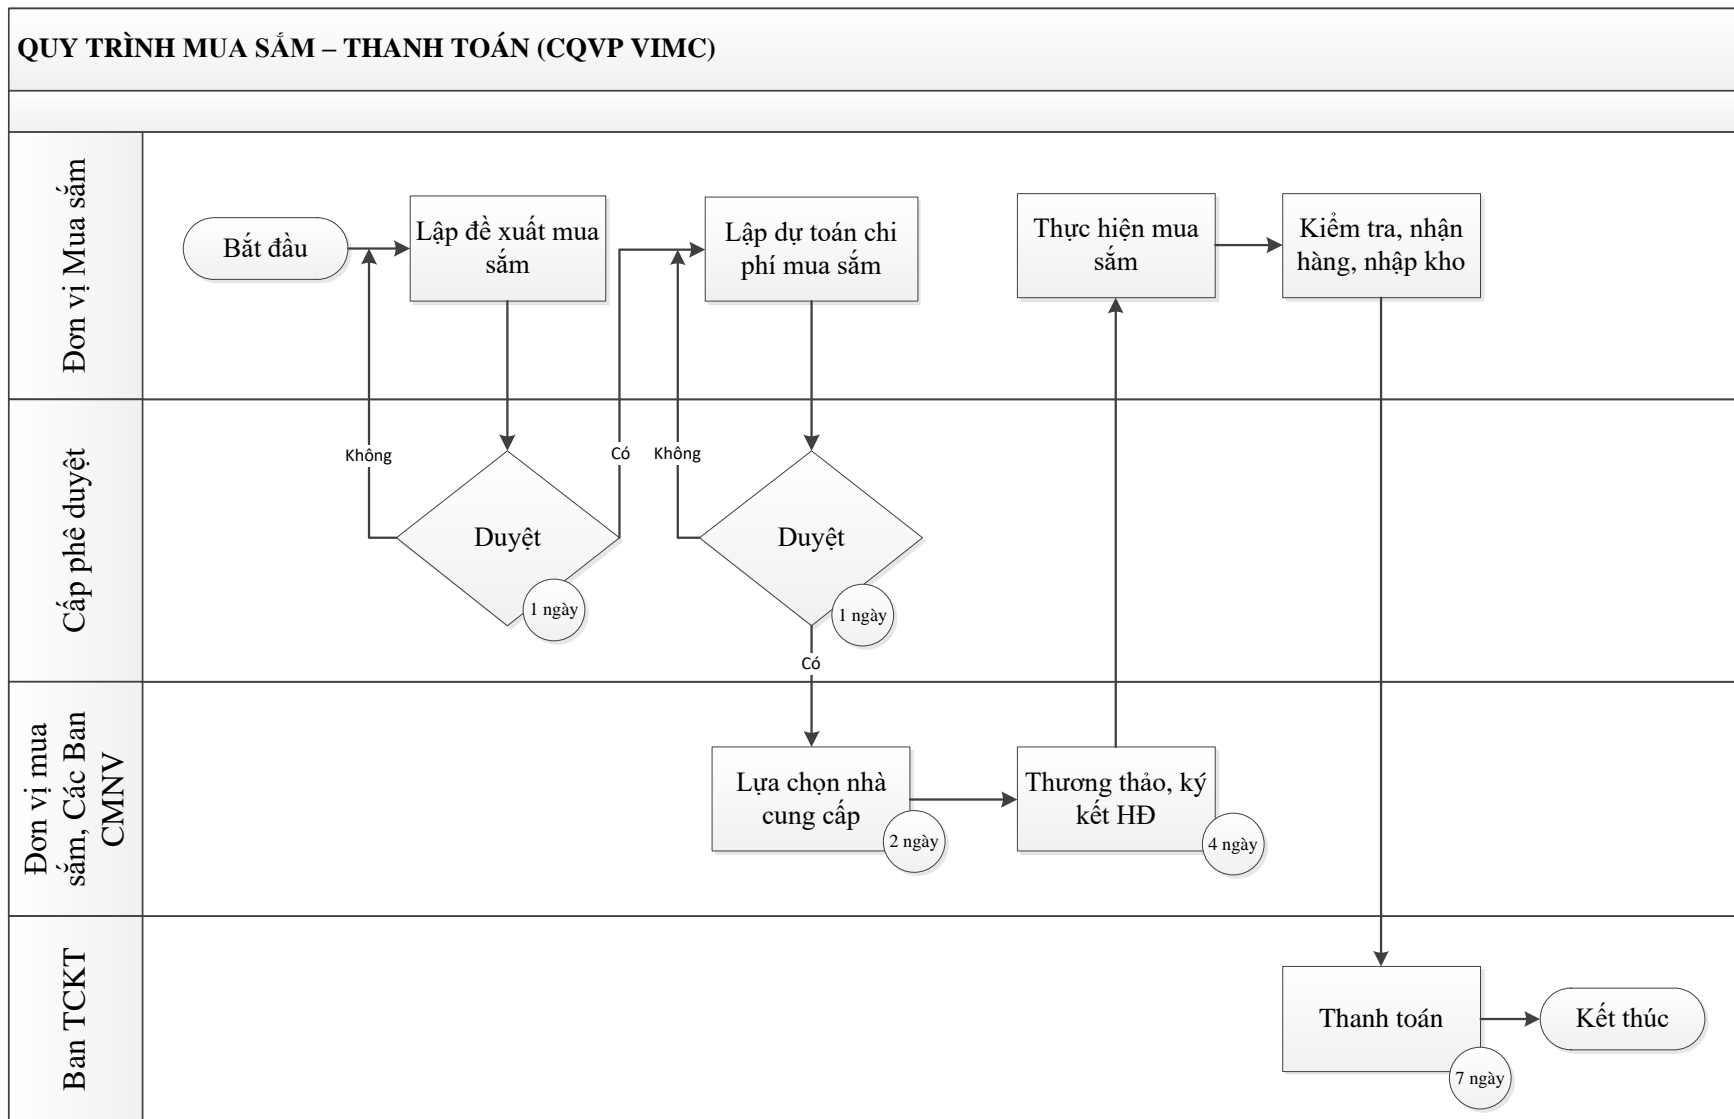 QUY TRÌNH MUA SẮM – THANH TOÁN (CQVP VIMC)
Đơn vị Mua sắm
Bắt đầu
Lập đề xuất mua
sắm
Lập dự toán chi
phí mua sắm
Thực hiện mua
sắm
Kiểm tra, nhận
hàng, nhập kho
Cấp phê duyệt
Không
Duyệt
1 ngày
Có
Không
Duyệt
1 ngày
Có
Đơn vị mua
sắm, Các Ban
CMNV
Lựa chọn nhà
cung cấp
2 ngày
Thương thảo, ký
kết HĐ
4 ngày
Ban TCKT
Thanh toán
7 ngày
Kết thúc